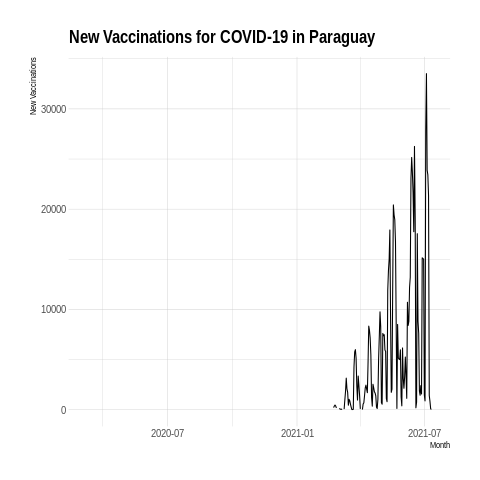 New Vaccinations for COVID-19 in Paraguay
New Vaccinations
30000
20000
10000
0
2020-07
2021-01
2021-07
Month